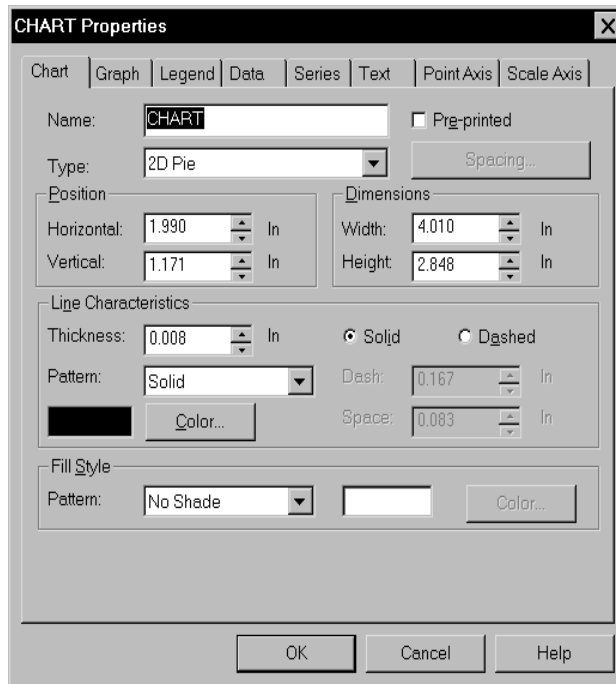 CHART Properties
X
Chart Graph Legend Data Series Text Point Axis Scale Axis
Name: CHART Pre-printed
Type: 2D Pie Spacing...
Position Dimensions
Horizontal: 1.990 In Width: 4.010 In
Vertical: 1.171 In Height: 2.848 In
Line Characteristics
Thickness: 0.008 In Solid Dashed
Pattern: Solid Dash: 0.167 In
Color... Space: 0.083 In
Fill Style
Pattern: No Shade Color...
OK Cancel Help